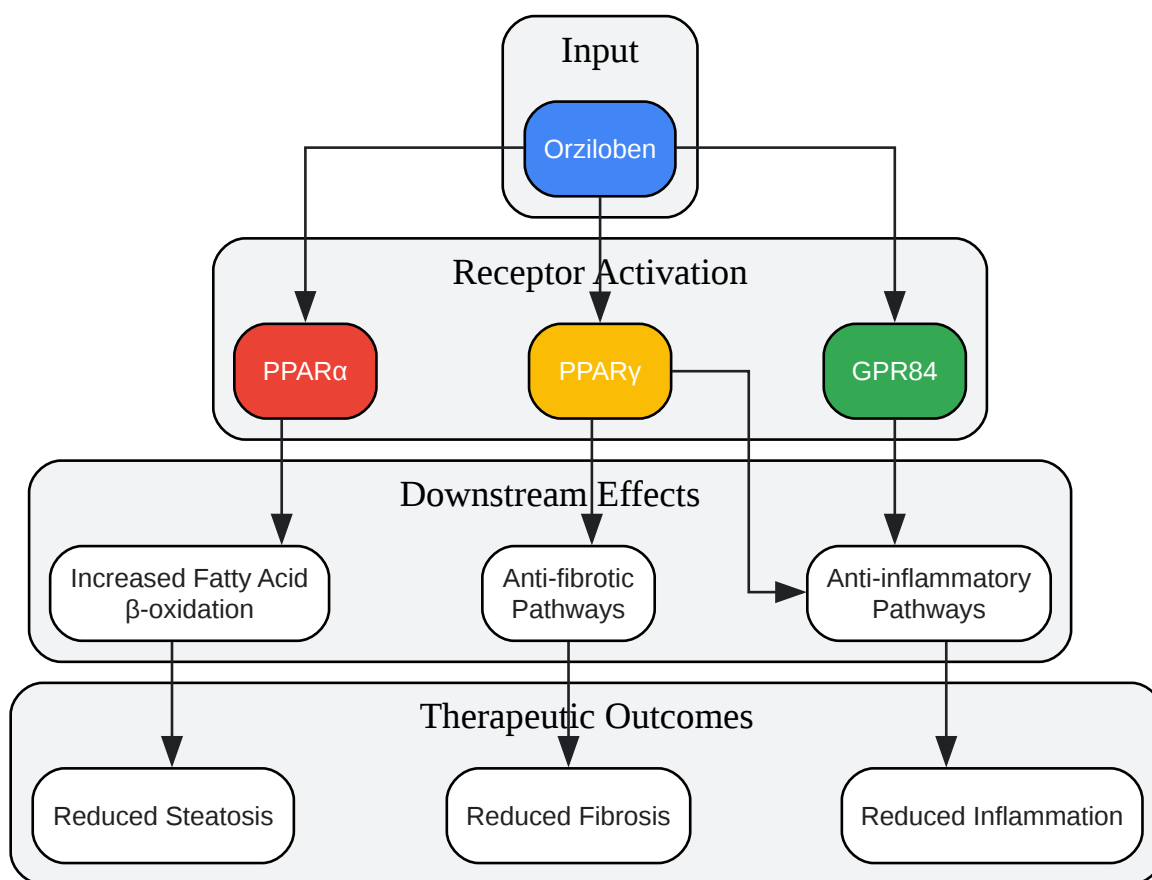 Input
Orziloben
Receptor Activation
PPARα
PPARγ
GPR84
Downstream Effects
Increased Fatty Acid
β-oxidation
Anti-fibrotic
Pathways
Anti-inflammatory
Pathways
Therapeutic Outcomes
Reduced Steatosis
Reduced Fibrosis
Reduced Inflammation